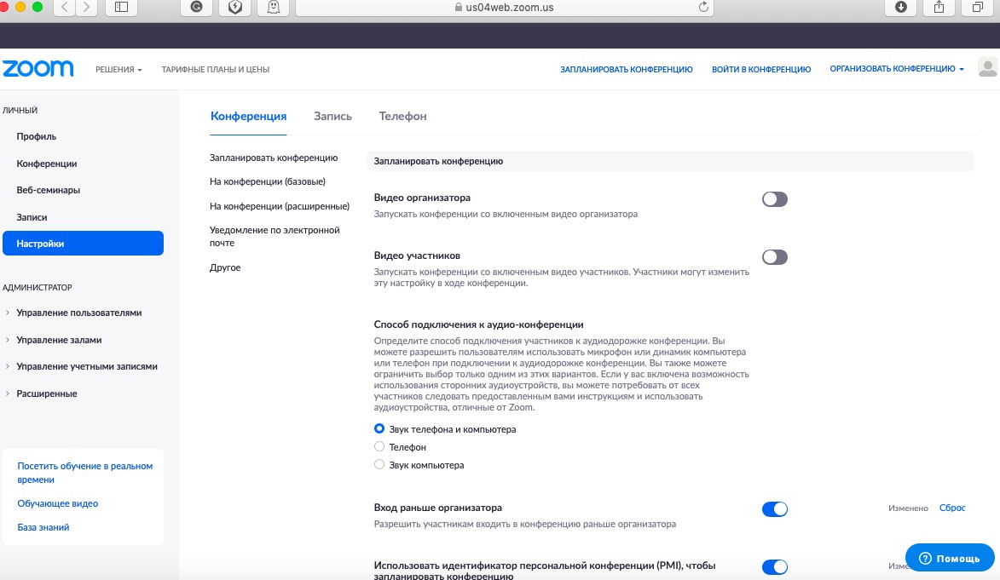 us04web.zoom.us
zoom
РЕШЕНИЯ
ТАРИФНЫЕ ПЛАНЫ И ЦЕНЫ
ЗАПЛАНИРОВАТЬ КОНФЕРЕНЦИЮ
ВОЙТИ В КОНФЕРЕНЦИЮ
ОРГАНИЗОВАТЬ КОНФЕРЕНЦИЮ
ЛИЧНЫЙ
Профиль
Конференции
Веб-семинары
Записи
Настройки
АДМИНИСТРАТОР
Управление пользователями
Управление залами
Управление учетными записями
Расширенные
Посетить обучение в реальном
времени
Обучающее видео
База знаний
Конференция
Запись
Телефон
Запланировать конференцию
На конференции (базовые)
На конференции (расширенные)
Уведомление по электронной
почте
Другое
Запланировать конференцию
Видео организатора
Запускать конференции со включенным видео организатора
Видео участников
Запускать конференции со включенным видео участников. Участники могут изменить
эту настройку в ходе конференции.
Способ подключения к аудио-конференции
Определите способ подключения участников к аудиодорожке конференции. Вы
можете разрешить пользователям использовать микрофон или динамик компьютера
или телефон при подключении к аудиодорожке конференции. Вы также можете
ограничить выбор только одним из этих вариантов. Если у вас включена возможность
использования сторонних аудиоустройств, вы можете потребовать от всех
участников следовать предоставленным вами инструкциям и использовать
аудиоустройства, отличные от Zoom.
Звук телефона и компьютера
Телефон
Звук компьютера
Вход раньше организатора
Разрешить участникам входить в конференцию раньше организатора
Изменено
Сброс
Использовать идентификатор персональной конференции (PMI), чтобы
запланировать конференцию
Изме
Помощь